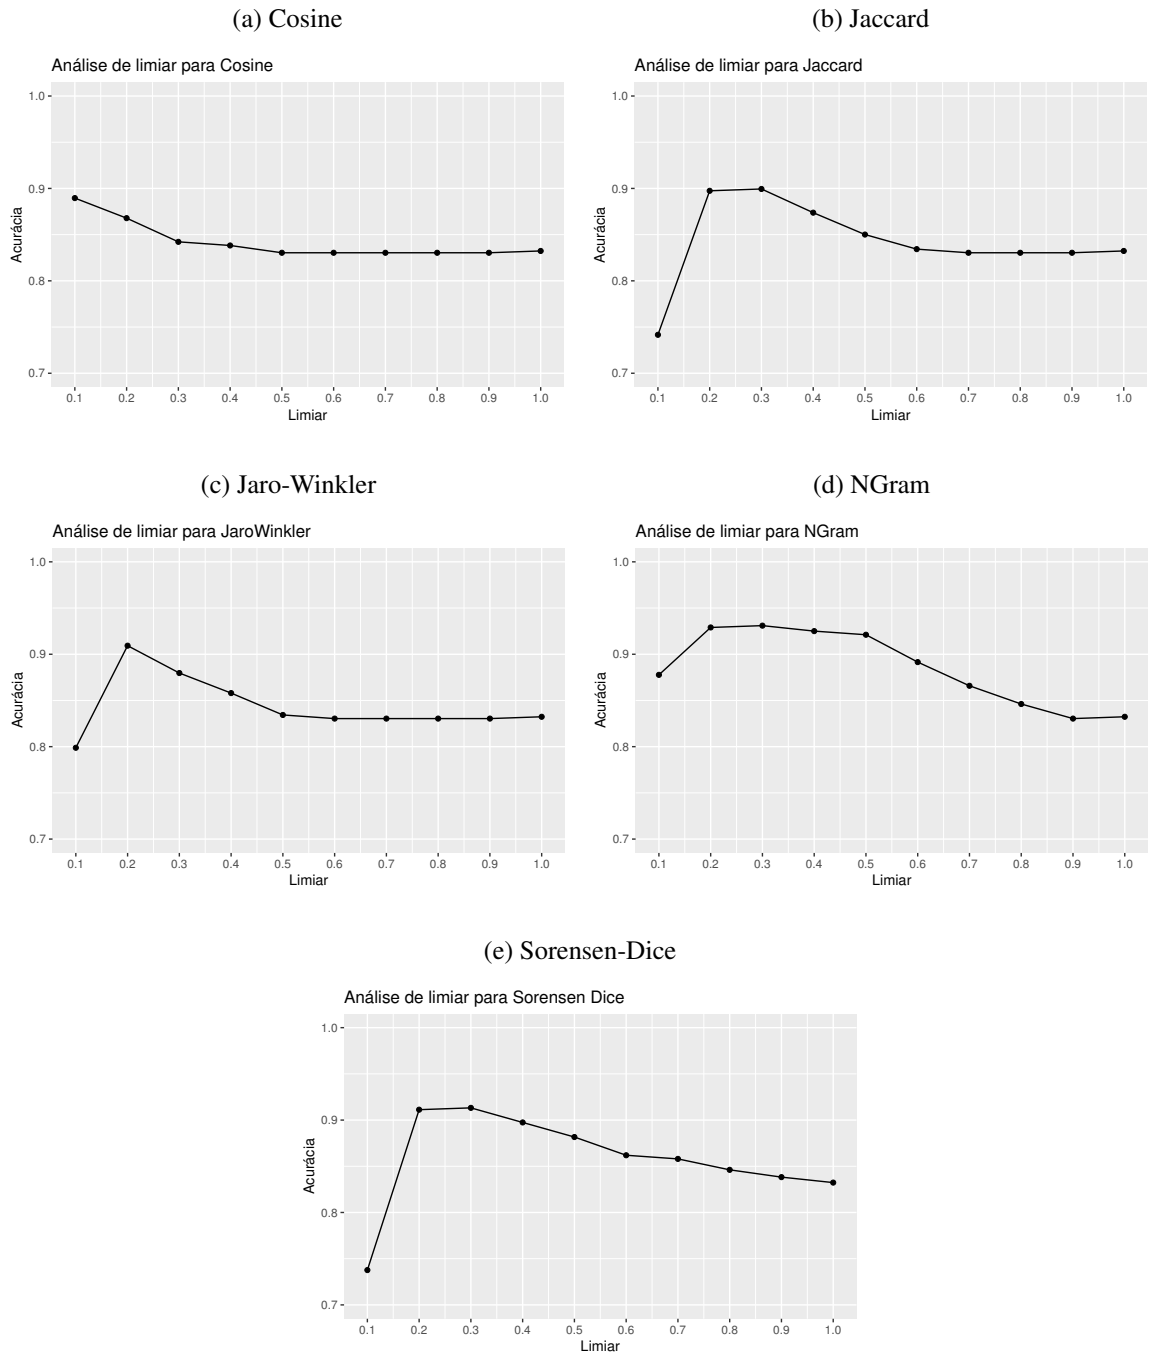 (a) Cosine
Análise de limiar para Cosine
1.0
0.9
0.8
0.7
Acurácia
0.1 0.2 0.3 0.4 0.5 0.6 0.7 0.8 0.9 1.0
Limiar
(b) Jaccard
Análise de limiar para Jaccard
1.0
0.9
0.8
0.7
Acurácia
0.1 0.2 0.3 0.4 0.5 0.6 0.7 0.8 0.9 1.0
Limiar
(c) Jaro-Winkler
Análise de limiar para JaroWinkler
1.0
0.9
0.8
0.7
Acurácia
0.1 0.2 0.3 0.4 0.5 0.6 0.7 0.8 0.9 1.0
Limiar
(d) NGram
Análise de limiar para NGram
1.0
0.9
0.8
0.7
Acurácia
0.1 0.2 0.3 0.4 0.5 0.6 0.7 0.8 0.9 1.0
Limiar
(e) Sorensen-Dice
Análise de limiar para Sorensen Dice
1.0
0.9
0.8
0.7
Acurácia
0.1 0.2 0.3 0.4 0.5 0.6 0.7 0.8 0.9 1.0
Limiar